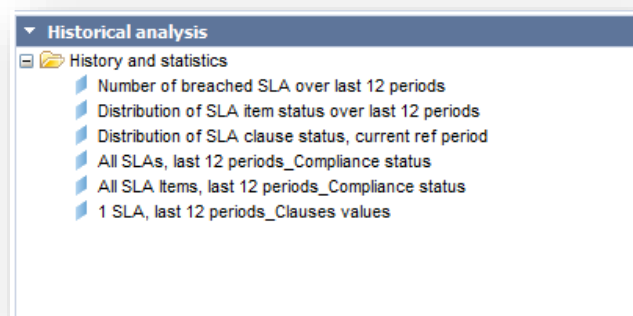 Historical analysis
History and statistics
Number of breached SLA over last 12 periods
Distribution of SLA item status over last 12 periods
Distribution of SLA clause status, current ref period
All SLAs, last 12 periods_Compliance status
All SLA Items, last 12 periods_Compliance status
1 SLA, last 12 periods_Clauses values